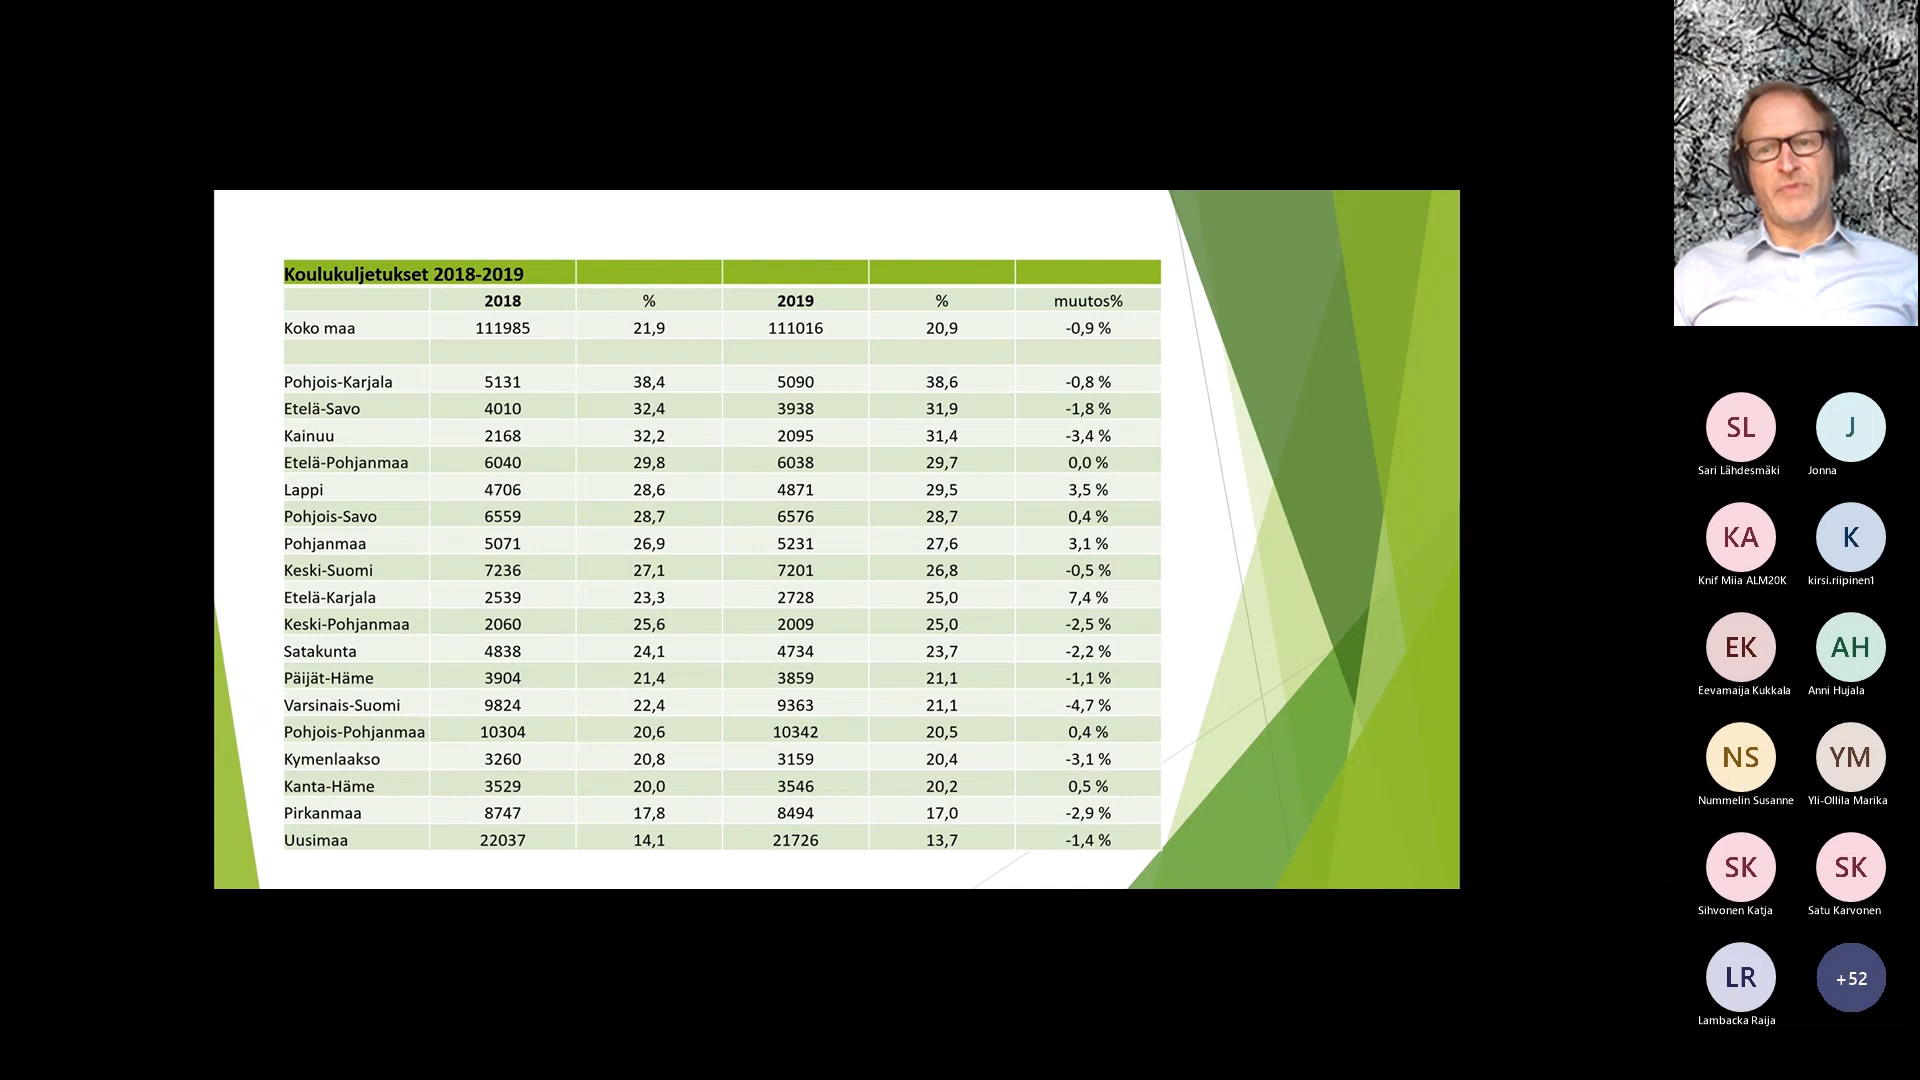 Koulukuljetukset 2018-2019
2018 % 2019 % muutos%
Koko maa 111985 21,9 111016 20,9 -0,9 %
Pohjois-Karjala 5131 38,4 5090 38,6 -0,8 %
Etelä-Savo 4010 32,4 3938 31,9 -1,8 %
Kainuu 2168 32,2 2095 31,4 -3,4 %
Etelä-Pohjanmaa 6040 29,8 6038 29,7 0,0 %
Lappi 4706 28,6 4871 29,5 3,5 %
Pohjois-Savo 6559 28,7 6576 28,7 0,4 %
Pohjanmaa 5071 26,9 5231 27,6 3,1 %
Keski-Suomi 7236 27,1 7201 26,8 -0,5 %
Etelä-Karjala 2539 23,3 2728 25,0 7,4 %
Keski-Pohjanmaa 2060 25,6 2009 25,0 -2,5 %
Satakunta 4838 24,1 4734 23,7 -2,2 %
Päijät-Häme 3904 21,4 3859 21,1 -1,1 %
Varsinais-Suomi 9824 22,4 9363 21,1 -4,7 %
Pohjois-Pohjanmaa 10304 20,6 10342 20,5 0,4 %
Kymenlaakso 3260 20,8 3159 20,4 -3,1 %
Kanta-Häme 3529 20,0 3546 20,2 0,5 %
Pirkanmaa 8747 17,8 8494 17,0 -2,9 %
Uusimaa 22037 14,1 21726 13,7 -1,4 %
SL J
Sari Lähdesmäki Jonna
KA K
Knif Miia ALM20K kirsi.riipinen1
EK AH
Eevamaija Kukkala Anni Hujala
NS YM
Nummelin Susanne Yli-Ollila Marika
SK SK
Sihvonen Katja Satu Karvonen
LR +52
Lambacka Raija